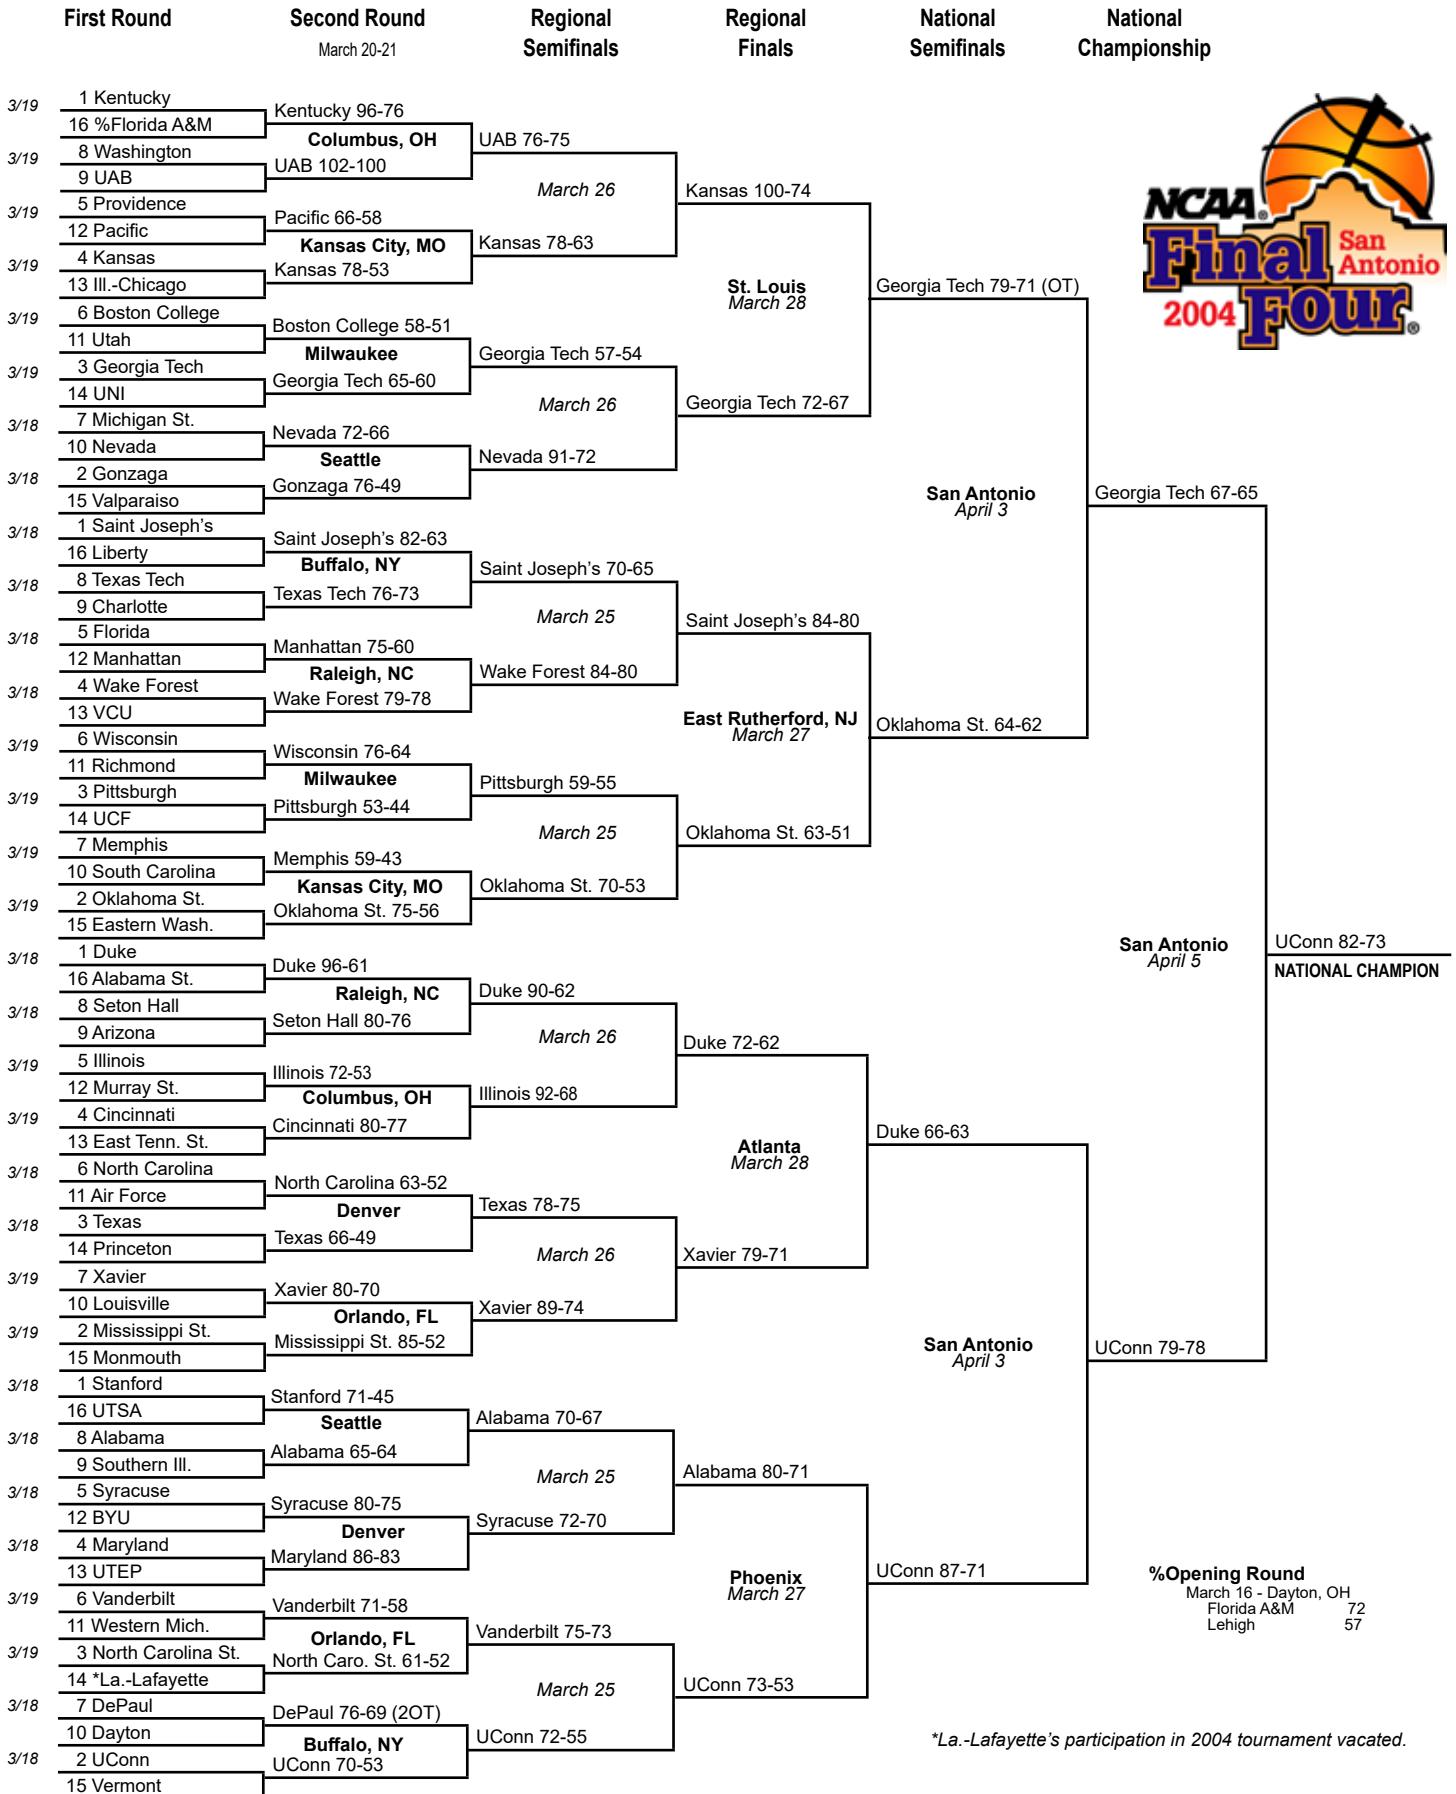 First Round
Second Round
March 20-21
Regional
Semifinals
Regional
Finals
National
Semifinals
National
Championship
NCAA®
Final
Four®
San
Antonio
2004
3/19
1 Kentucky
16 %Florida A&M
3/19
8 Washington
9 UAB
3/19
5 Providence
12 Pacific
3/19
4 Kansas
13 Ill.-Chicago
3/19
6 Boston College
11 Utah
3/19
3 Georgia Tech
14 UNI
3/18
7 Michigan St.
10 Nevada
3/18
2 Gonzaga
15 Valparaiso
3/18
1 Saint Joseph's
16 Liberty
3/18
8 Texas Tech
9 Charlotte
3/18
5 Florida
12 Manhattan
3/18
4 Wake Forest
13 VCU
3/19
6 Wisconsin
11 Richmond
3/19
3 Pittsburgh
14 UCF
3/19
7 Memphis
10 South Carolina
3/19
2 Oklahoma St.
15 Eastern Wash.
3/18
1 Duke
16 Alabama St.
3/18
8 Seton Hall
9 Arizona
3/19
5 Illinois
12 Murray St.
3/19
4 Cincinnati
13 East Tenn. St.
3/18
6 North Carolina
11 Air Force
3/18
3 Texas
14 Princeton
3/19
7 Xavier
10 Louisville
3/19
2 Mississippi St.
15 Monmouth
3/18
1 Stanford
16 UTSA
3/18
8 Alabama
9 Southern Ill.
3/18
5 Syracuse
12 BYU
3/18
4 Maryland
13 UTEP
3/19
6 Vanderbilt
11 Western Mich.
3/19
3 North Carolina St.
14 *La.-Lafayette
3/18
7 DePaul
10 Dayton
3/18
2 UConn
15 Vermont
Kentucky 96-76
Columbus, OH
UAB 102-100
Pacific 66-58
Kansas City, MO
Kansas 78-53
Boston College 58-51
Milwaukee
Georgia Tech 65-60
Nevada 72-66
Seattle
Gonzaga 76-49
Saint Joseph's 82-63
Buffalo, NY
Texas Tech 76-73
Manhattan 75-60
Raleigh, NC
Wake Forest 79-78
Wisconsin 76-64
Milwaukee
Pittsburgh 53-44
Memphis 59-43
Kansas City, MO
Oklahoma St. 75-56
Duke 96-61
Raleigh, NC
Seton Hall 80-76
Illinois 72-53
Columbus, OH
Cincinnati 80-77
North Carolina 63-52
Denver
Texas 66-49
Xavier 80-70
Orlando, FL
Mississippi St. 85-52
Stanford 71-45
Seattle
Alabama 65-64
Syracuse 80-75
Denver
Maryland 86-83
Vanderbilt 71-58
Orlando, FL
North Caro. St. 61-52
DePaul 76-69 (2OT)
Buffalo, NY
UConn 70-53
UAB 76-75
March 26
Kansas 78-63
Georgia Tech 57-54
March 26
Nevada 91-72
Saint Joseph's 70-65
March 25
Wake Forest 84-80
Pittsburgh 59-55
March 25
Oklahoma St. 70-53
Duke 90-62
March 26
Illinois 92-68
Texas 78-75
March 26
Xavier 89-74
Alabama 70-67
March 25
Syracuse 72-70
Vanderbilt 75-73
March 25
UConn 72-55
Kansas 100-74
St. Louis
March 28
Georgia Tech 72-67
Saint Joseph's 84-80
East Rutherford, NJ
March 27
Oklahoma St. 63-51
Duke 72-62
Atlanta
March 28
Xavier 79-71
Alabama 80-71
Phoenix
March 27
UConn 73-53
Georgia Tech 79-71 (OT)
San Antonio
April 3
Oklahoma St. 64-62
Duke 66-63
San Antonio
April 3
UConn 87-71
Georgia Tech 67-65
San Antonio
April 5
UConn 79-78
UConn 82-73
NATIONAL CHAMPION
%Opening Round
March 16 - Dayton, OH
Florida A&M 72
Lehigh 57
*La.-Lafayette's participation in 2004 tournament vacated.